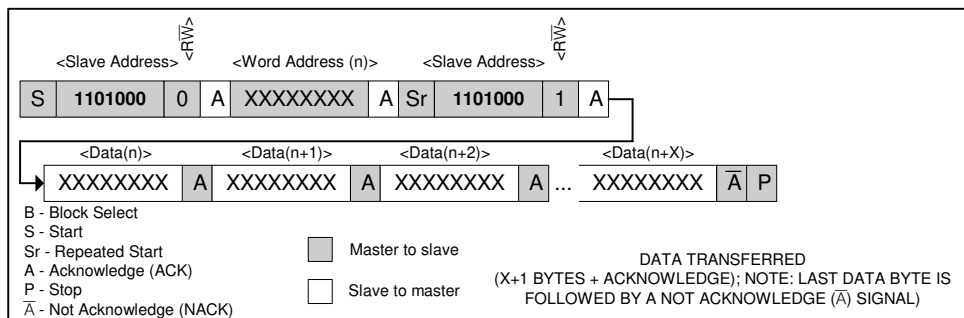 <RW̅> <RW̅>
<Slave Address> <Word Address (n)> <Slave Address>
S 1101000 0 A XXXXXXXX A Sr 1101000 1 A
<Data(n)> <Data(n+1)> <Data(n+2)> <Data(n+X)>
XXXXXXXX A XXXXXXXX A XXXXXXXX A ... XXXXXXXX A̅ P
B - Block Select
S - Start
Sr - Repeated Start
A - Acknowledge (ACK)
P - Stop
A̅ - Not Acknowledge (NACK)
Master to slave
Slave to master
DATA TRANSFERRED
(X+1 BYTES + ACKNOWLEDGE); NOTE: LAST DATA BYTE IS
FOLLOWED BY A NOT ACKNOWLEDGE (A̅) SIGNAL)